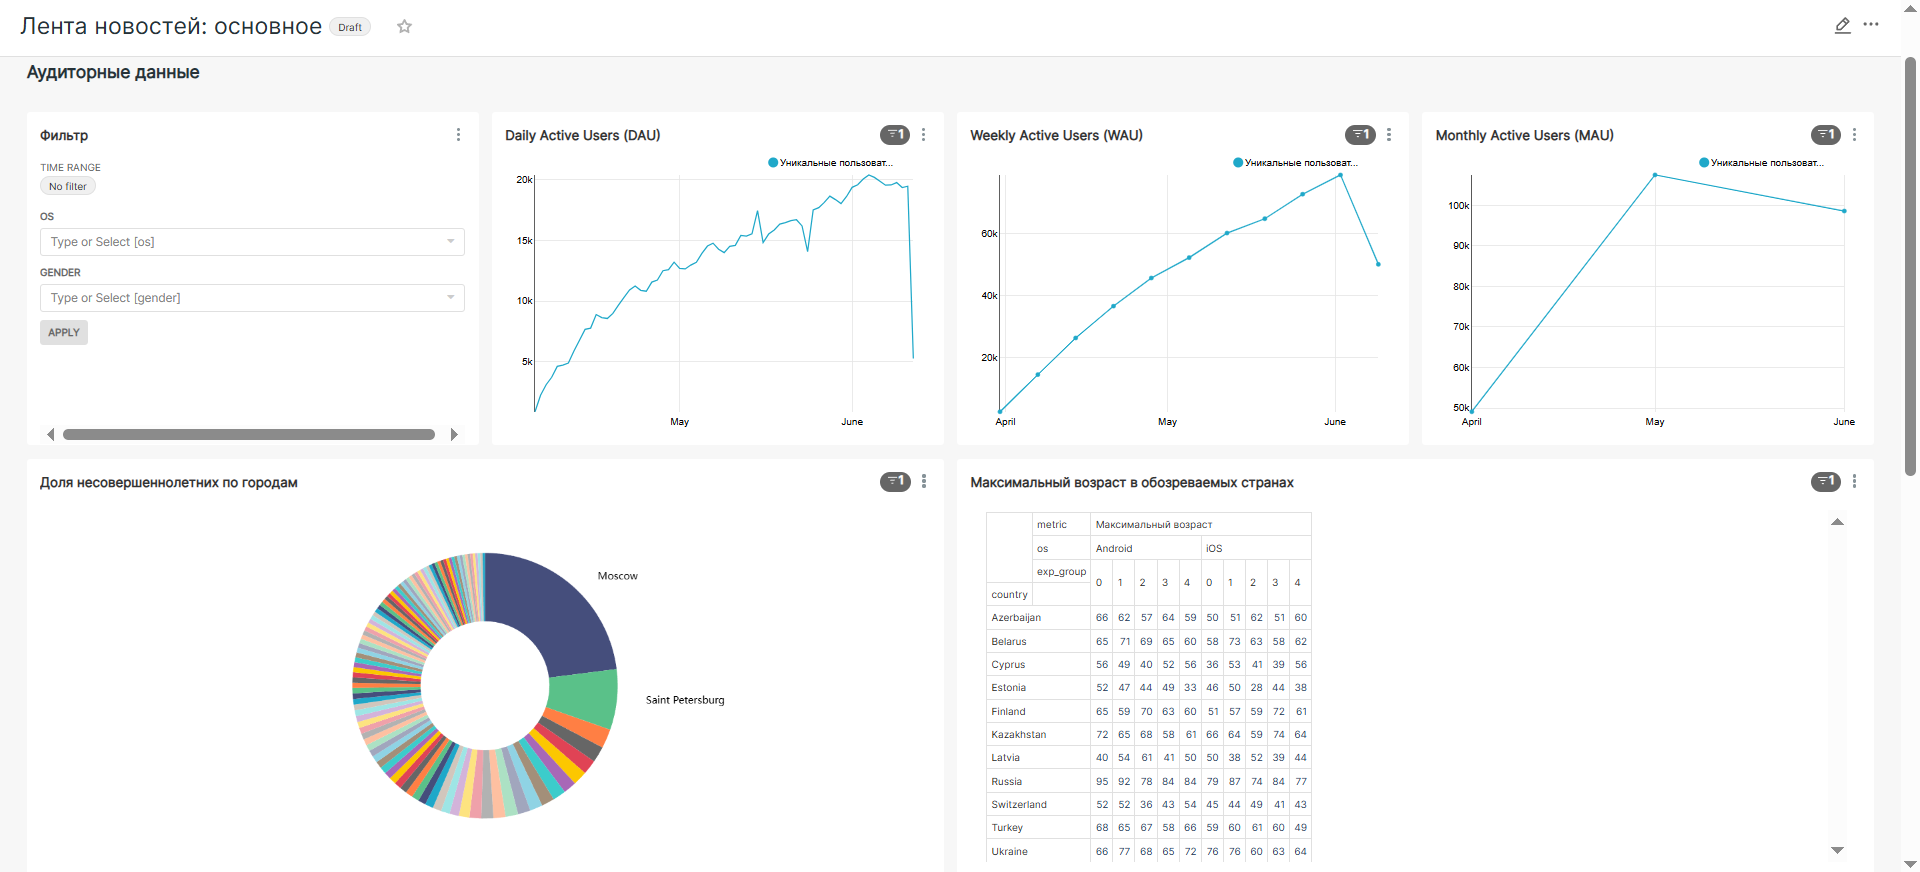 Лента новостей: основное Draft
Аудиторные данные
Фильтр
TIME RANGE
No filter
OS
Type or Select [os]
GENDER
Type or Select [gender]
APPLY
Daily Active Users (DAU) 1
Уникальные пользоват...
20k
15k
10k
5k
May June
Weekly Active Users (WAU) 1
Уникальные пользоват...
60k
40k
20k
April May June
Monthly Active Users (MAU) 1
Уникальные пользоват...
100k
90k
80k
70k
60k
50k
April May June
Доля несовершеннолетних по городам 1
Moscow
Saint Petersburg
Максимальный возраст в обозреваемых странах 1
metric Максимальный возраст
os Android iOS
exp_group 0 1 2 3 4 0 1 2 3 4
country
Azerbaijan 66 62 57 64 59 50 51 62 51 60
Belarus 65 71 69 65 60 58 73 63 58 62
Cyprus 56 49 40 52 56 36 53 41 39 56
Estonia 52 47 44 49 33 46 50 28 44 38
Finland 65 59 70 63 60 51 57 59 72 61
Kazakhstan 72 65 68 58 61 66 64 59 74 64
Latvia 40 54 61 41 50 50 38 52 39 44
Russia 95 92 78 84 84 79 87 74 84 77
Switzerland 52 52 36 43 54 45 44 49 41 43
Turkey 68 65 67 58 66 59 60 61 60 49
Ukraine 66 77 68 65 72 76 76 60 63 64